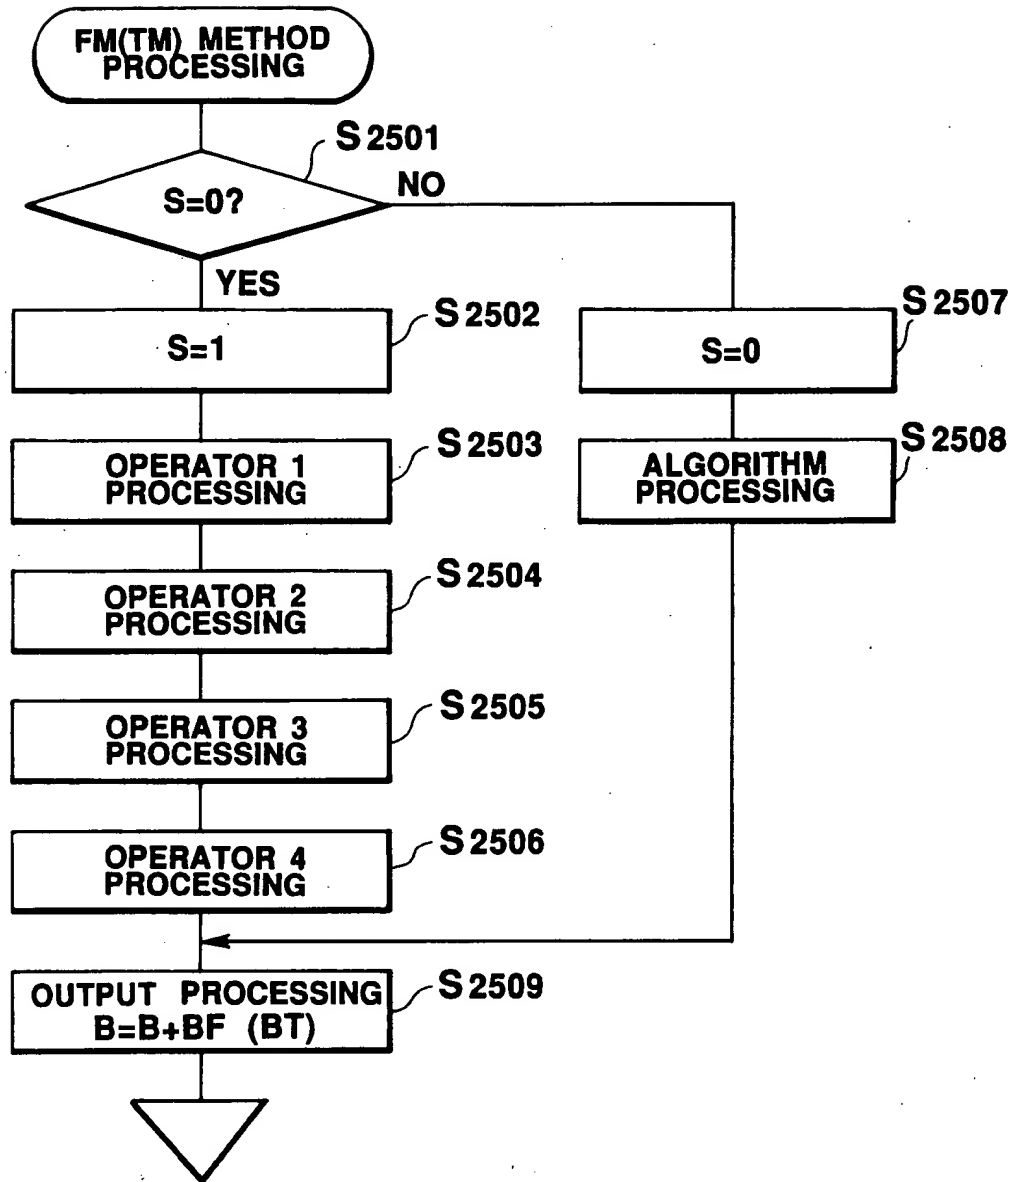 FM(TM) METHOD
PROCESSING
S2501
S=0?
NO
YES
S2502
S=1
S2507
S=0
S2503
OPERATOR 1
PROCESSING
S2508
ALGORITHM
PROCESSING
S2504
OPERATOR 2
PROCESSING
S2505
OPERATOR 3
PROCESSING
S2506
OPERATOR 4
PROCESSING
S2509
OUTPUT PROCESSING
B=B+BF (BT)